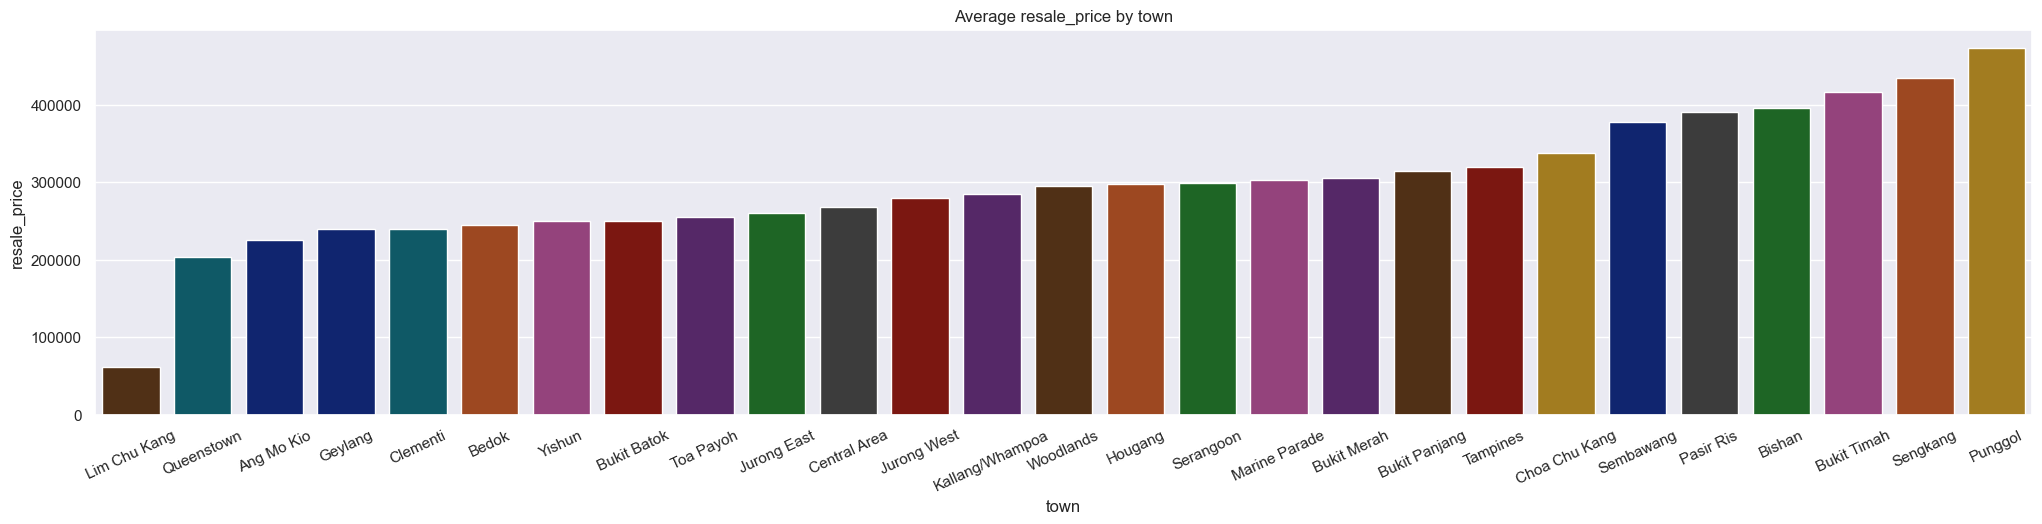 Average resale_price by town
resale_price
400000
300000
200000
100000
0
Lim Chu Kang
Queenstown
Ang Mo Kio
Geylang
Clementi
Bedok
Yishun
Bukit Batok
Toa Payoh
Jurong East
Central Area
Jurong West
Kallang/Whampoa
Woodlands
Hougang
Serangoon
Marine Parade
Bukit Merah
Bukit Panjang
Tampines
Choa Chu Kang
Sembawang
Pasir Ris
Bishan
Bukit Timah
Sengkang
Punggol
town